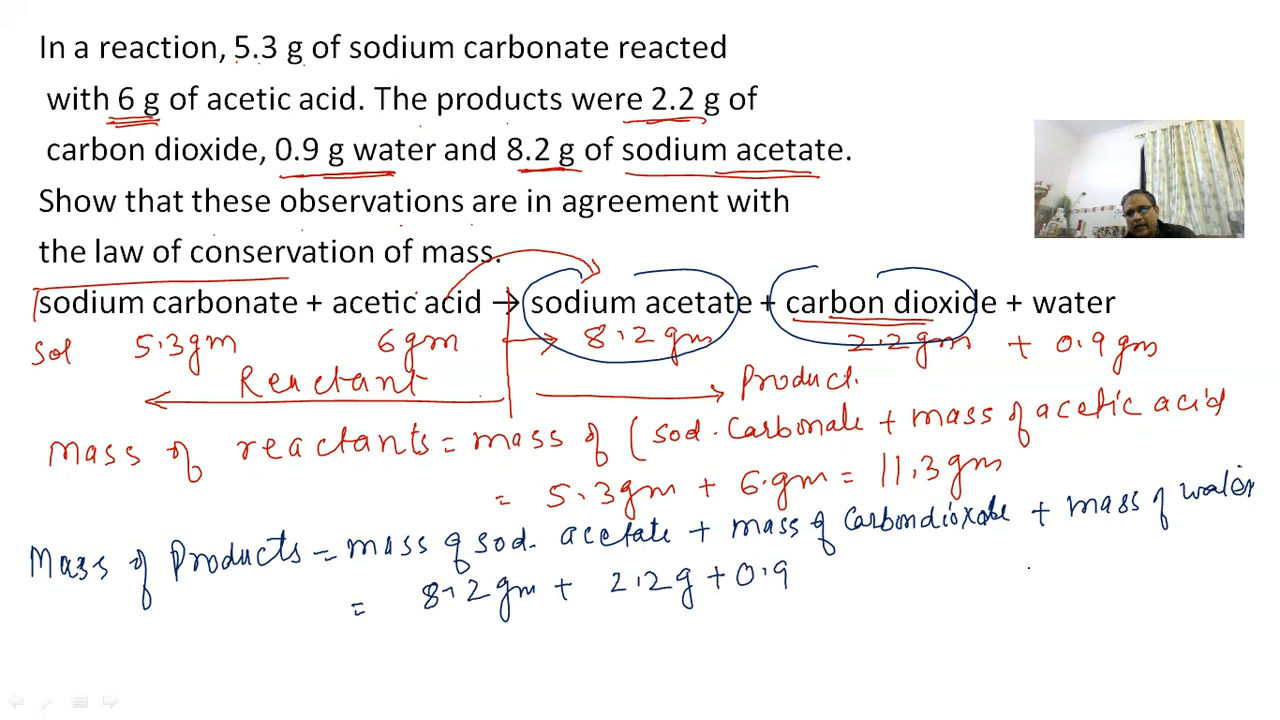 In a reaction, 5.3 g of sodium carbonate reacted
with 6 g of acetic acid. The products were 2.2 g of
carbon dioxide, 0.9 g water and 8.2 g of sodium acetate.
Show that these observations are in agreement with
the law of conservation of mass.
sodium carbonate + acetic acid → sodium acetate + carbon dioxide + water
Sol 5.3gm 6gm → 8.2gm 2.2gm + 0.9gm
Reactant Product.
Mass of reactants = mass of (sod. Carbonate + mass of acetic acid
= 5.3gm + 6.gm = 11.3gm
Mass of Products = mass of sod. acetate + mass of Carbondioxide + mass of water
= 8.2gm + 2.2g + 0.9